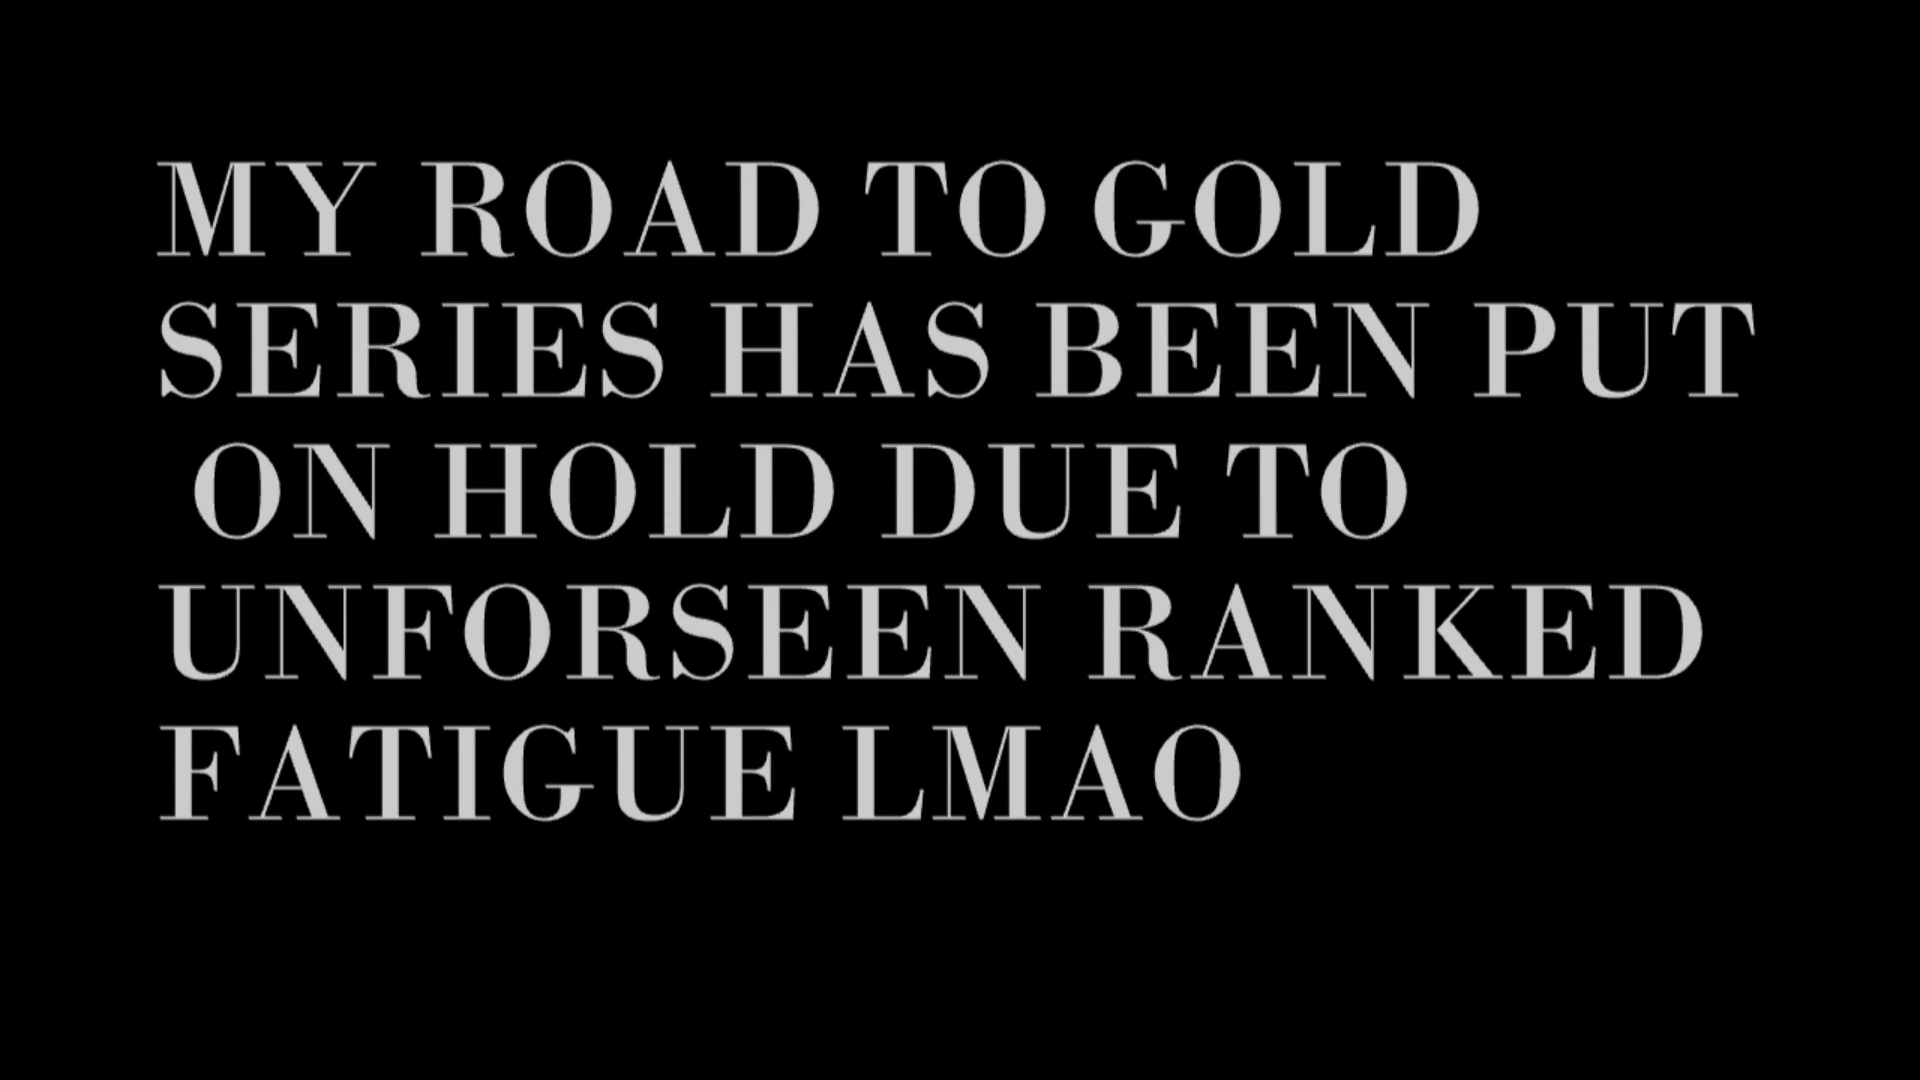 MY ROAD TO GOLD
SERIES HAS BEEN PUT
ON HOLD DUE TO
UNFORSEEN RANKED
FATIGUE LMAO